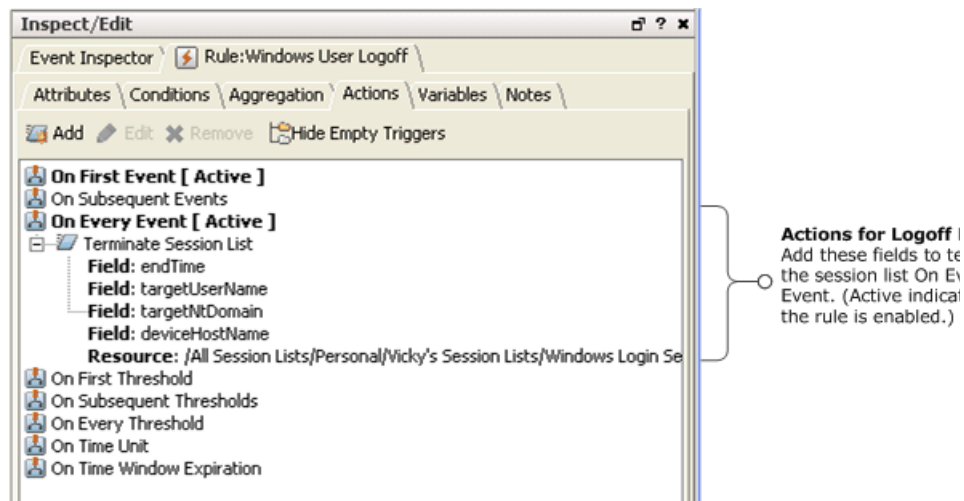 Inspect/Edit
Event Inspector Rule:Windows User Logoff
Attributes Conditions Aggregation Actions Variables Notes
Add Edit Remove Hide Empty Triggers
On First Event [ Active ]
On Subsequent Events
On Every Event [ Active ]
Terminate Session List
Field: endTime
Field: targetUserName
Field: targetNtDomain
Field: deviceHostName
Resource: /All Session Lists/Personal/Vicky's Session Lists/Windows Login Se
On First Threshold
On Subsequent Thresholds
On Every Threshold
On Time Unit
On Time Window Expiration
Actions for Logoff
Add these fields to te
the session list On Ev
Event. (Active indicat
the rule is enabled.)